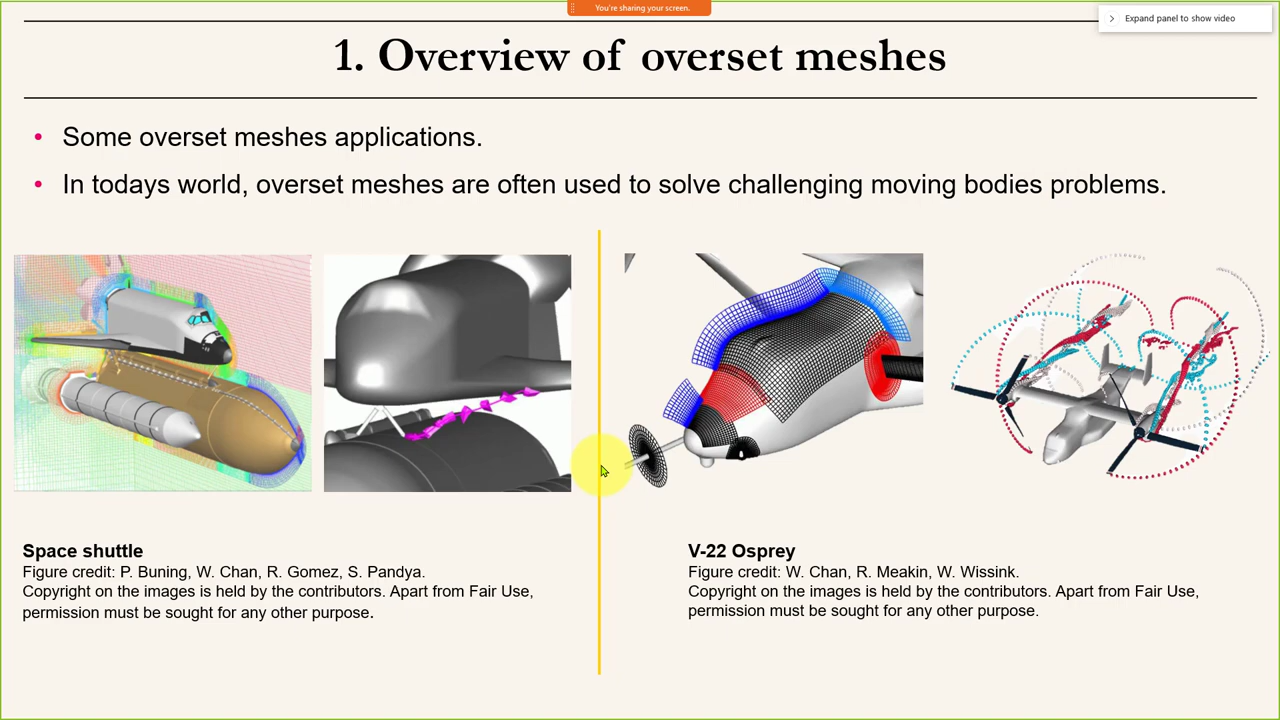 You're sharing your screen.
Expand panel to show video
1. Overview of overset meshes
• Some overset meshes applications.
• In todays world, overset meshes are often used to solve challenging moving bodies problems.
Space shuttle
Figure credit: P. Buning, W. Chan, R. Gomez, S. Pandya.
Copyright on the images is held by the contributors. Apart from Fair Use,
permission must be sought for any other purpose.
V-22 Osprey
Figure credit: W. Chan, R. Meakin, W. Wissink.
Copyright on the images is held by the contributors. Apart from Fair Use,
permission must be sought for any other purpose.